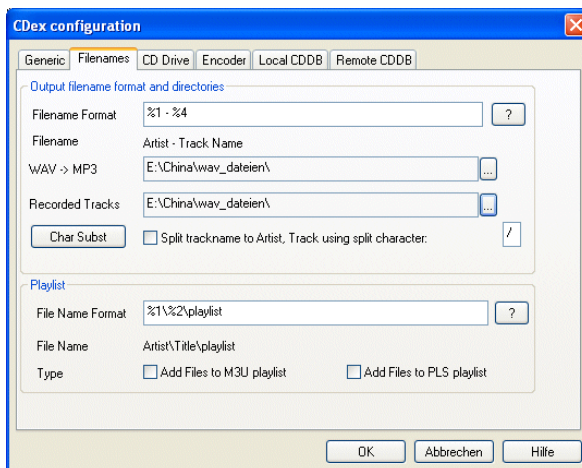 CDex configuration
Generic Filenames CD Drive Encoder Local CDDB Remote CDDB
Output filename format and directories
Filename Format %1 - %4 ?
Filename Artist - Track Name
WAV -> MP3 E:\China\wav_dateien\ ...
Recorded Tracks E:\China\wav_dateien\ ...
Char Subst Split trackname to Artist, Track using split character: /
Playlist
File Name Format %1\%2\playlist ?
File Name Artist\Title\playlist
Type Add Files to M3U playlist Add Files to PLS playlist
OK Abbrechen Hilfe